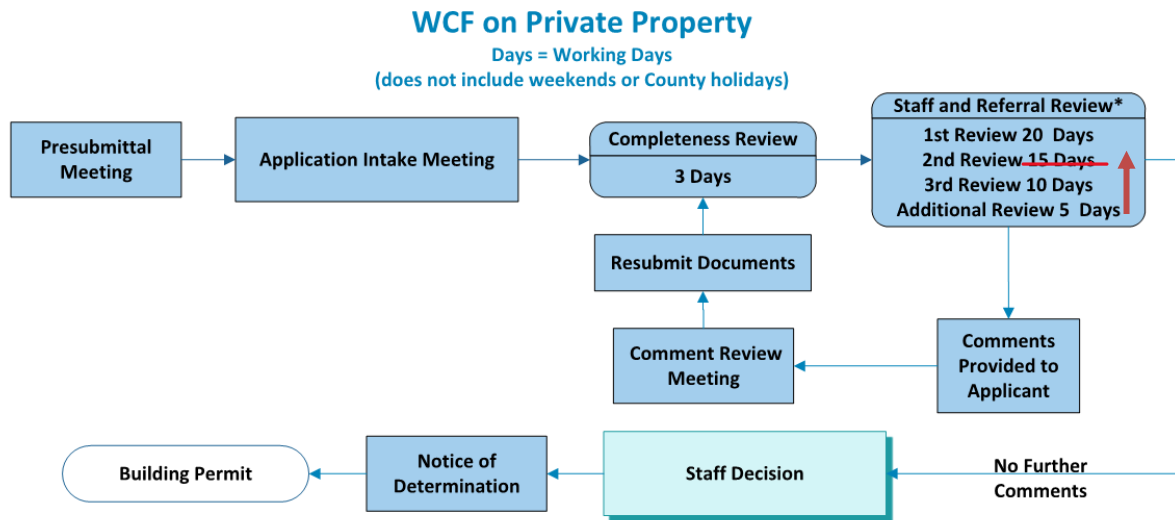 WCF on Private Property
Days = Working Days
(does not include weekends or County holidays)
Presubmittal
Meeting
Application Intake Meeting
Completeness Review
3 Days
Staff and Referral Review*
1st Review 20 Days
2nd Review 15 Days
3rd Review 10 Days
Additional Review 5 Days
Resubmit Documents
Comment Review
Meeting
Comments
Provided to
Applicant
Building Permit
Notice of
Determination
Staff Decision
No Further
Comments